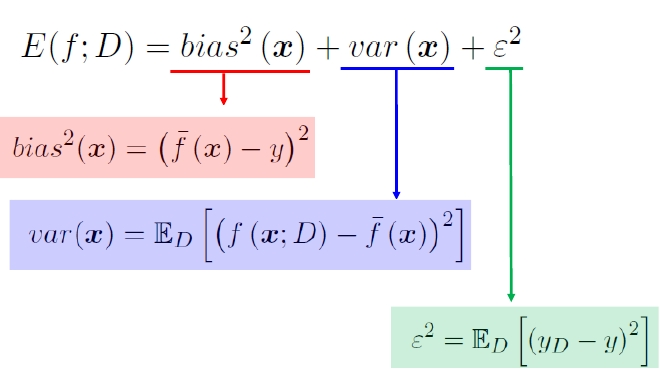 E(f; D) = bias² (𝒙) + var (𝒙) + ε²
bias²(𝒙) = (f̄ (𝒙) − y)²
var(𝒙) = 𝔼_D [(f (𝒙; D) − f̄ (𝒙))²]
ε² = 𝔼_D [(y_D − y)²]